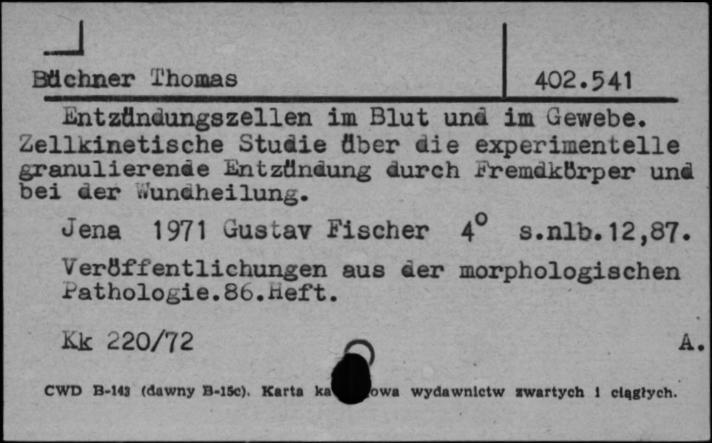 Büchner Thomas 402.541
Entzündungszellen im Blut und im Gewebe.
Zellkinetische Studie über die experimentelle
granulierende Entzündung durch Fremdkörper und
bei der Wundheilung.
Jena 1971 Gustav Fischer 4° s.nlb.12,87.
Veröffentlichungen aus der morphologischen
Pathologie.86.Heft.
Kk 220/72 A.
CWD B-143 (dawny B-15c). Karta wydawnictw zwartych i ciągłych.